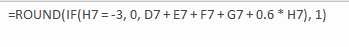 =ROUND(IF(H7 = -3, 0, D7 + E7 + F7 + G7 + 0.6 * H7), 1)